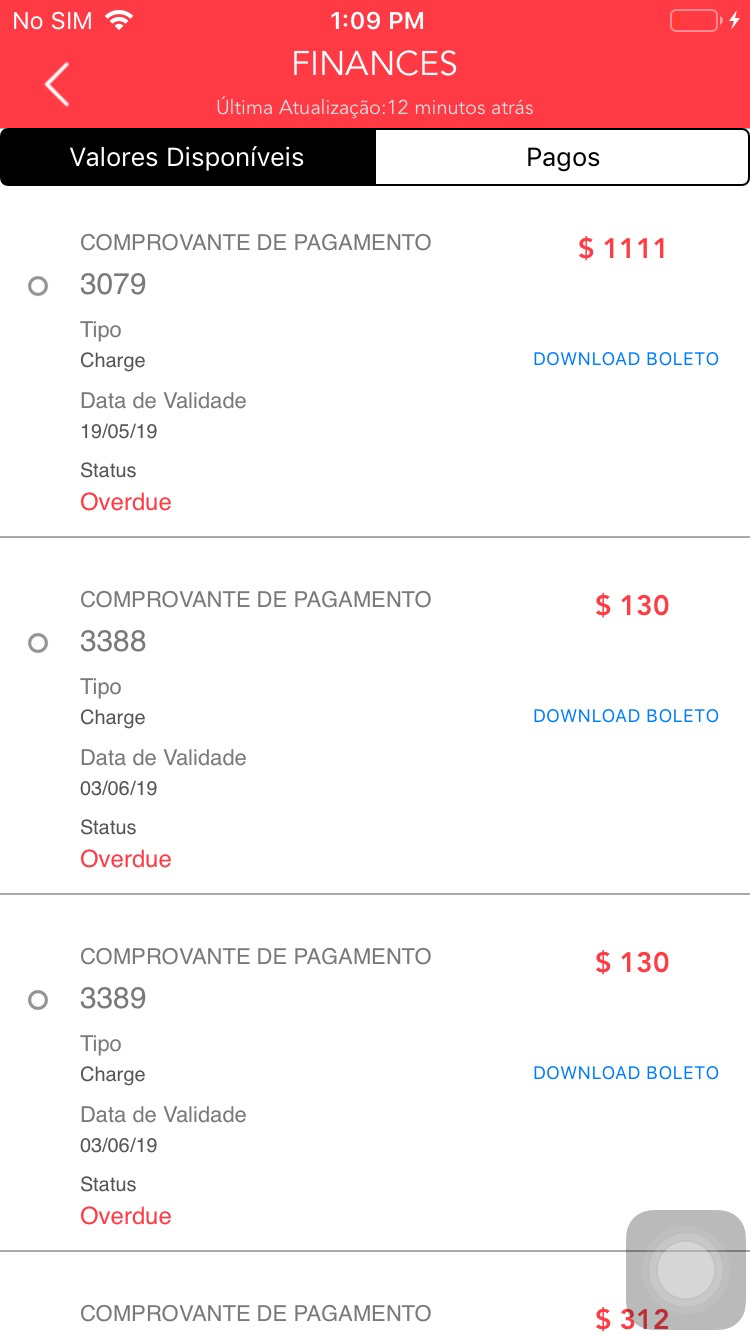 No SIM 1:09 PM
FINANCES
Última Atualização:12 minutos atrás
Valores Disponíveis Pagos
COMPROVANTE DE PAGAMENTO $ 1111
3079
Tipo
Charge DOWNLOAD BOLETO
Data de Validade
19/05/19
Status
Overdue
COMPROVANTE DE PAGAMENTO $ 130
3388
Tipo
Charge DOWNLOAD BOLETO
Data de Validade
03/06/19
Status
Overdue
COMPROVANTE DE PAGAMENTO $ 130
3389
Tipo
Charge DOWNLOAD BOLETO
Data de Validade
03/06/19
Status
Overdue
COMPROVANTE DE PAGAMENTO $ 312